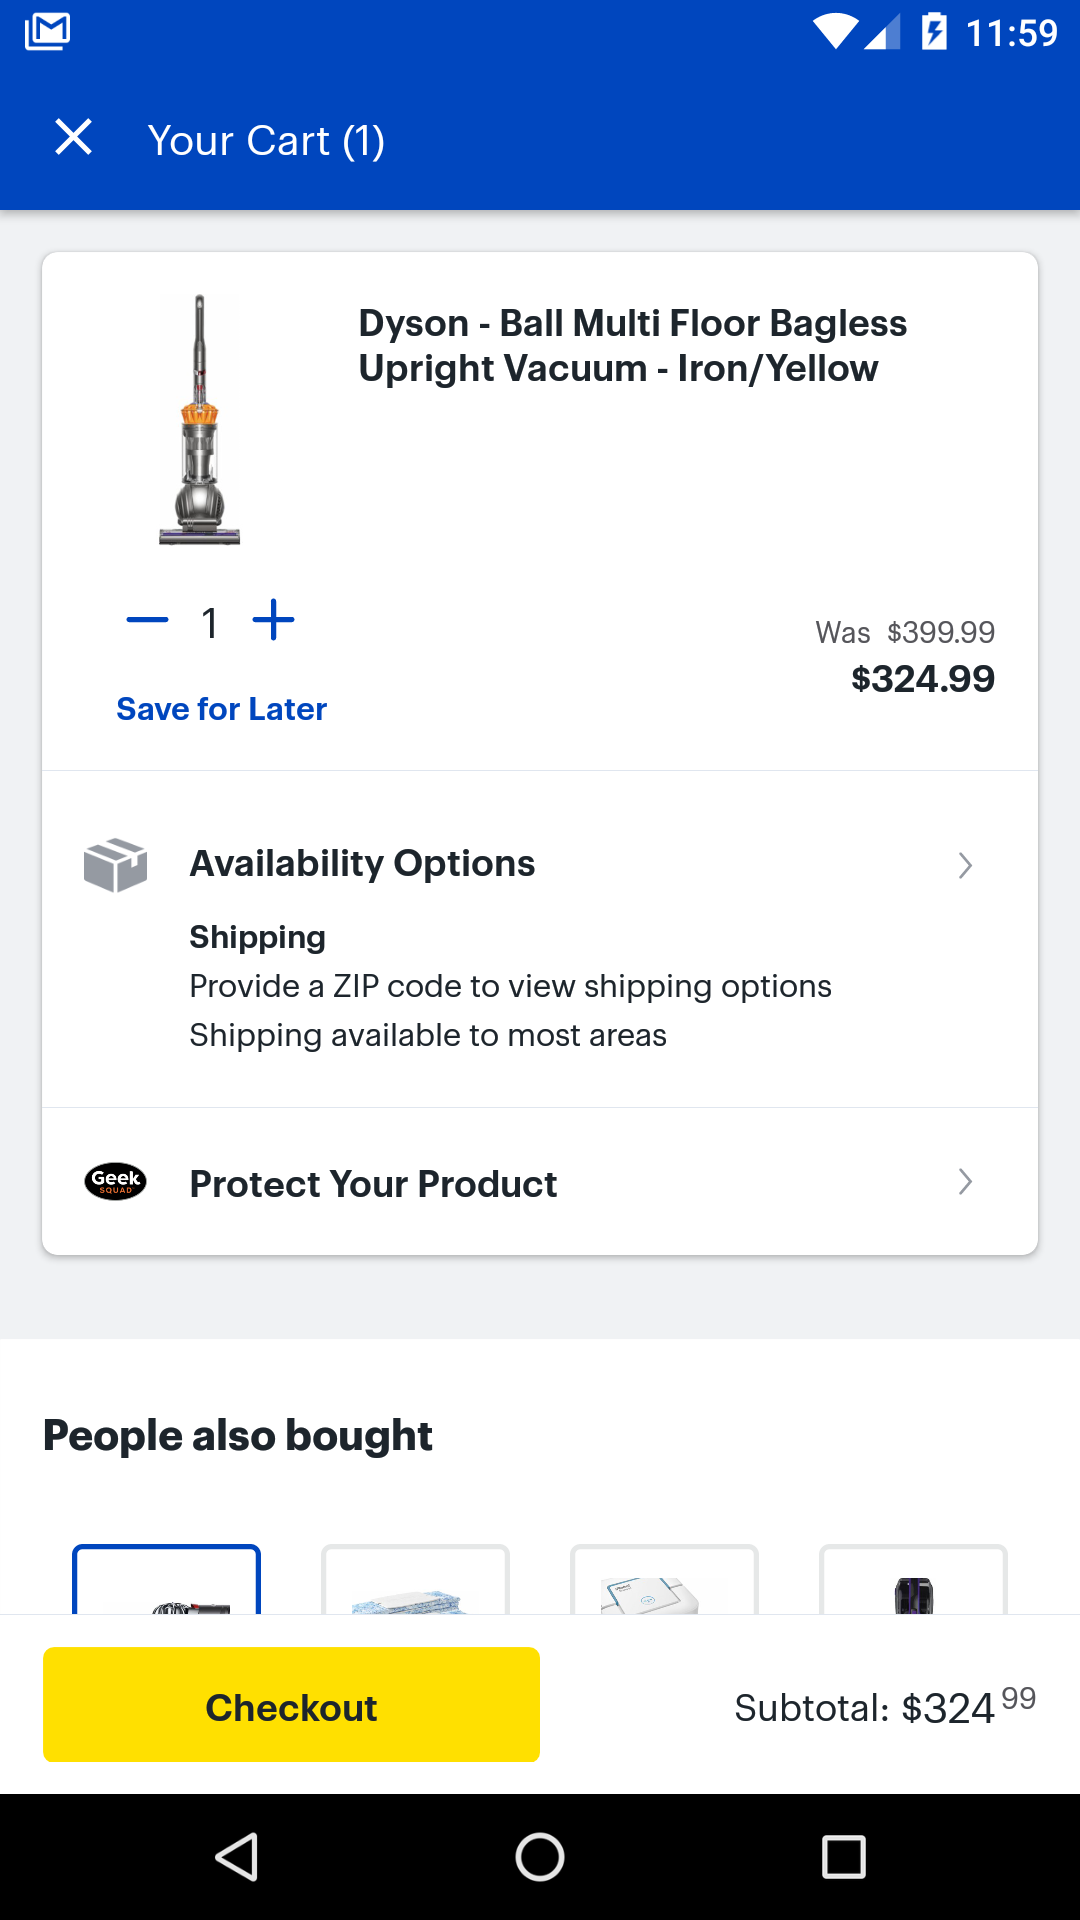 11:59
Your Cart (1)
Dyson - Ball Multi Floor Bagless
Upright Vacuum - Iron/Yellow
1
Was $399.99
$324.99
Save for Later
Availability Options
Shipping
Provide a ZIP code to view shipping options
Shipping available to most areas
Geek
SQUAD
Protect Your Product
People also bought
Checkout
Subtotal: $324 99